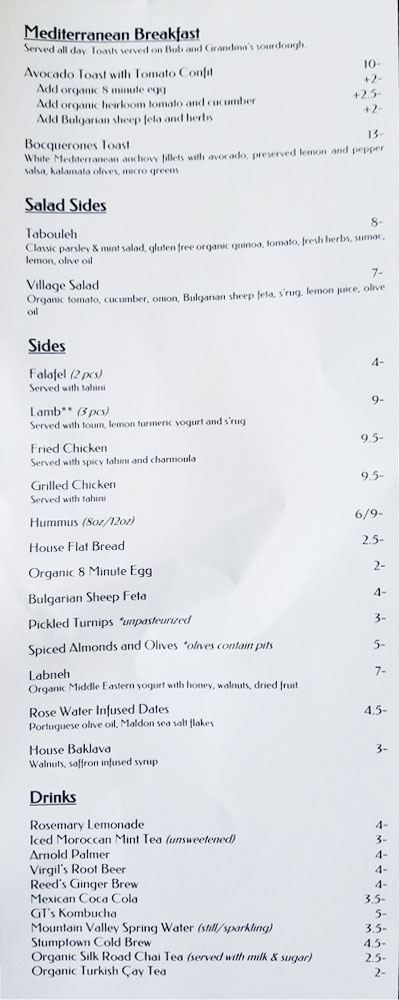 Mediterranean Breakfast
Served all day. Toasts served on Bub and Grandma's sourdough.
Avocado Toast with Tomato Confit 10-
Add organic 8 minute egg +2-
Add organic heirloom tomato and cucumber +2.5-
Add Bulgarian sheep feta and herbs +2-
Bocquerones Toast 13-
White Mediterranean anchovy fillets with avocado, preserved lemon and pepper
salsa, kalamata olives, micro greens
Salad Sides
Tabouleh 8-
Classic parsley & mint salad, gluten free organic quinoa, tomato, fresh herbs, sumac,
lemon, olive oil
Village Salad 7-
Organic tomato, cucumber, onion, Bulgarian sheep feta, s'rug, lemon juice, olive
oil
Sides
Falafel (2 pcs) 4-
Served with tahini
Lamb** (3 pcs) 9-
Served with toum, lemon turmeric yogurt and s'rug
Fried Chicken 9.5-
Served with spicy tahini and charmoula
Grilled Chicken 9.5-
Served with tahini
Hummus (8oz/12oz) 6/9-
House Flat Bread 2.5-
Organic 8 Minute Egg 2-
Bulgarian Sheep Feta 4-
Pickled Turnips *unpasteurized 3-
Spiced Almonds and Olives *olives contain pits 5-
Labneh 7-
Organic Middle Eastern yogurt with honey, walnuts, dried fruit
Rose Water Infused Dates 4.5-
Portuguese olive oil, Maldon sea salt flakes
House Baklava 3-
Walnuts, saffron infused syrup
Drinks
Rosemary Lemonade 4-
Iced Moroccan Mint Tea (unsweetened) 3-
Arnold Palmer 4-
Virgil's Root Beer 4-
Reed's Ginger Brew 4-
Mexican Coca Cola 3.5-
GT's Kombucha 5-
Mountain Valley Spring Water (still/sparkling) 3.5-
Stumptown Cold Brew 4.5-
Organic Silk Road Chai Tea (served with milk & sugar) 2.5-
Organic Turkish Çay Tea 2-